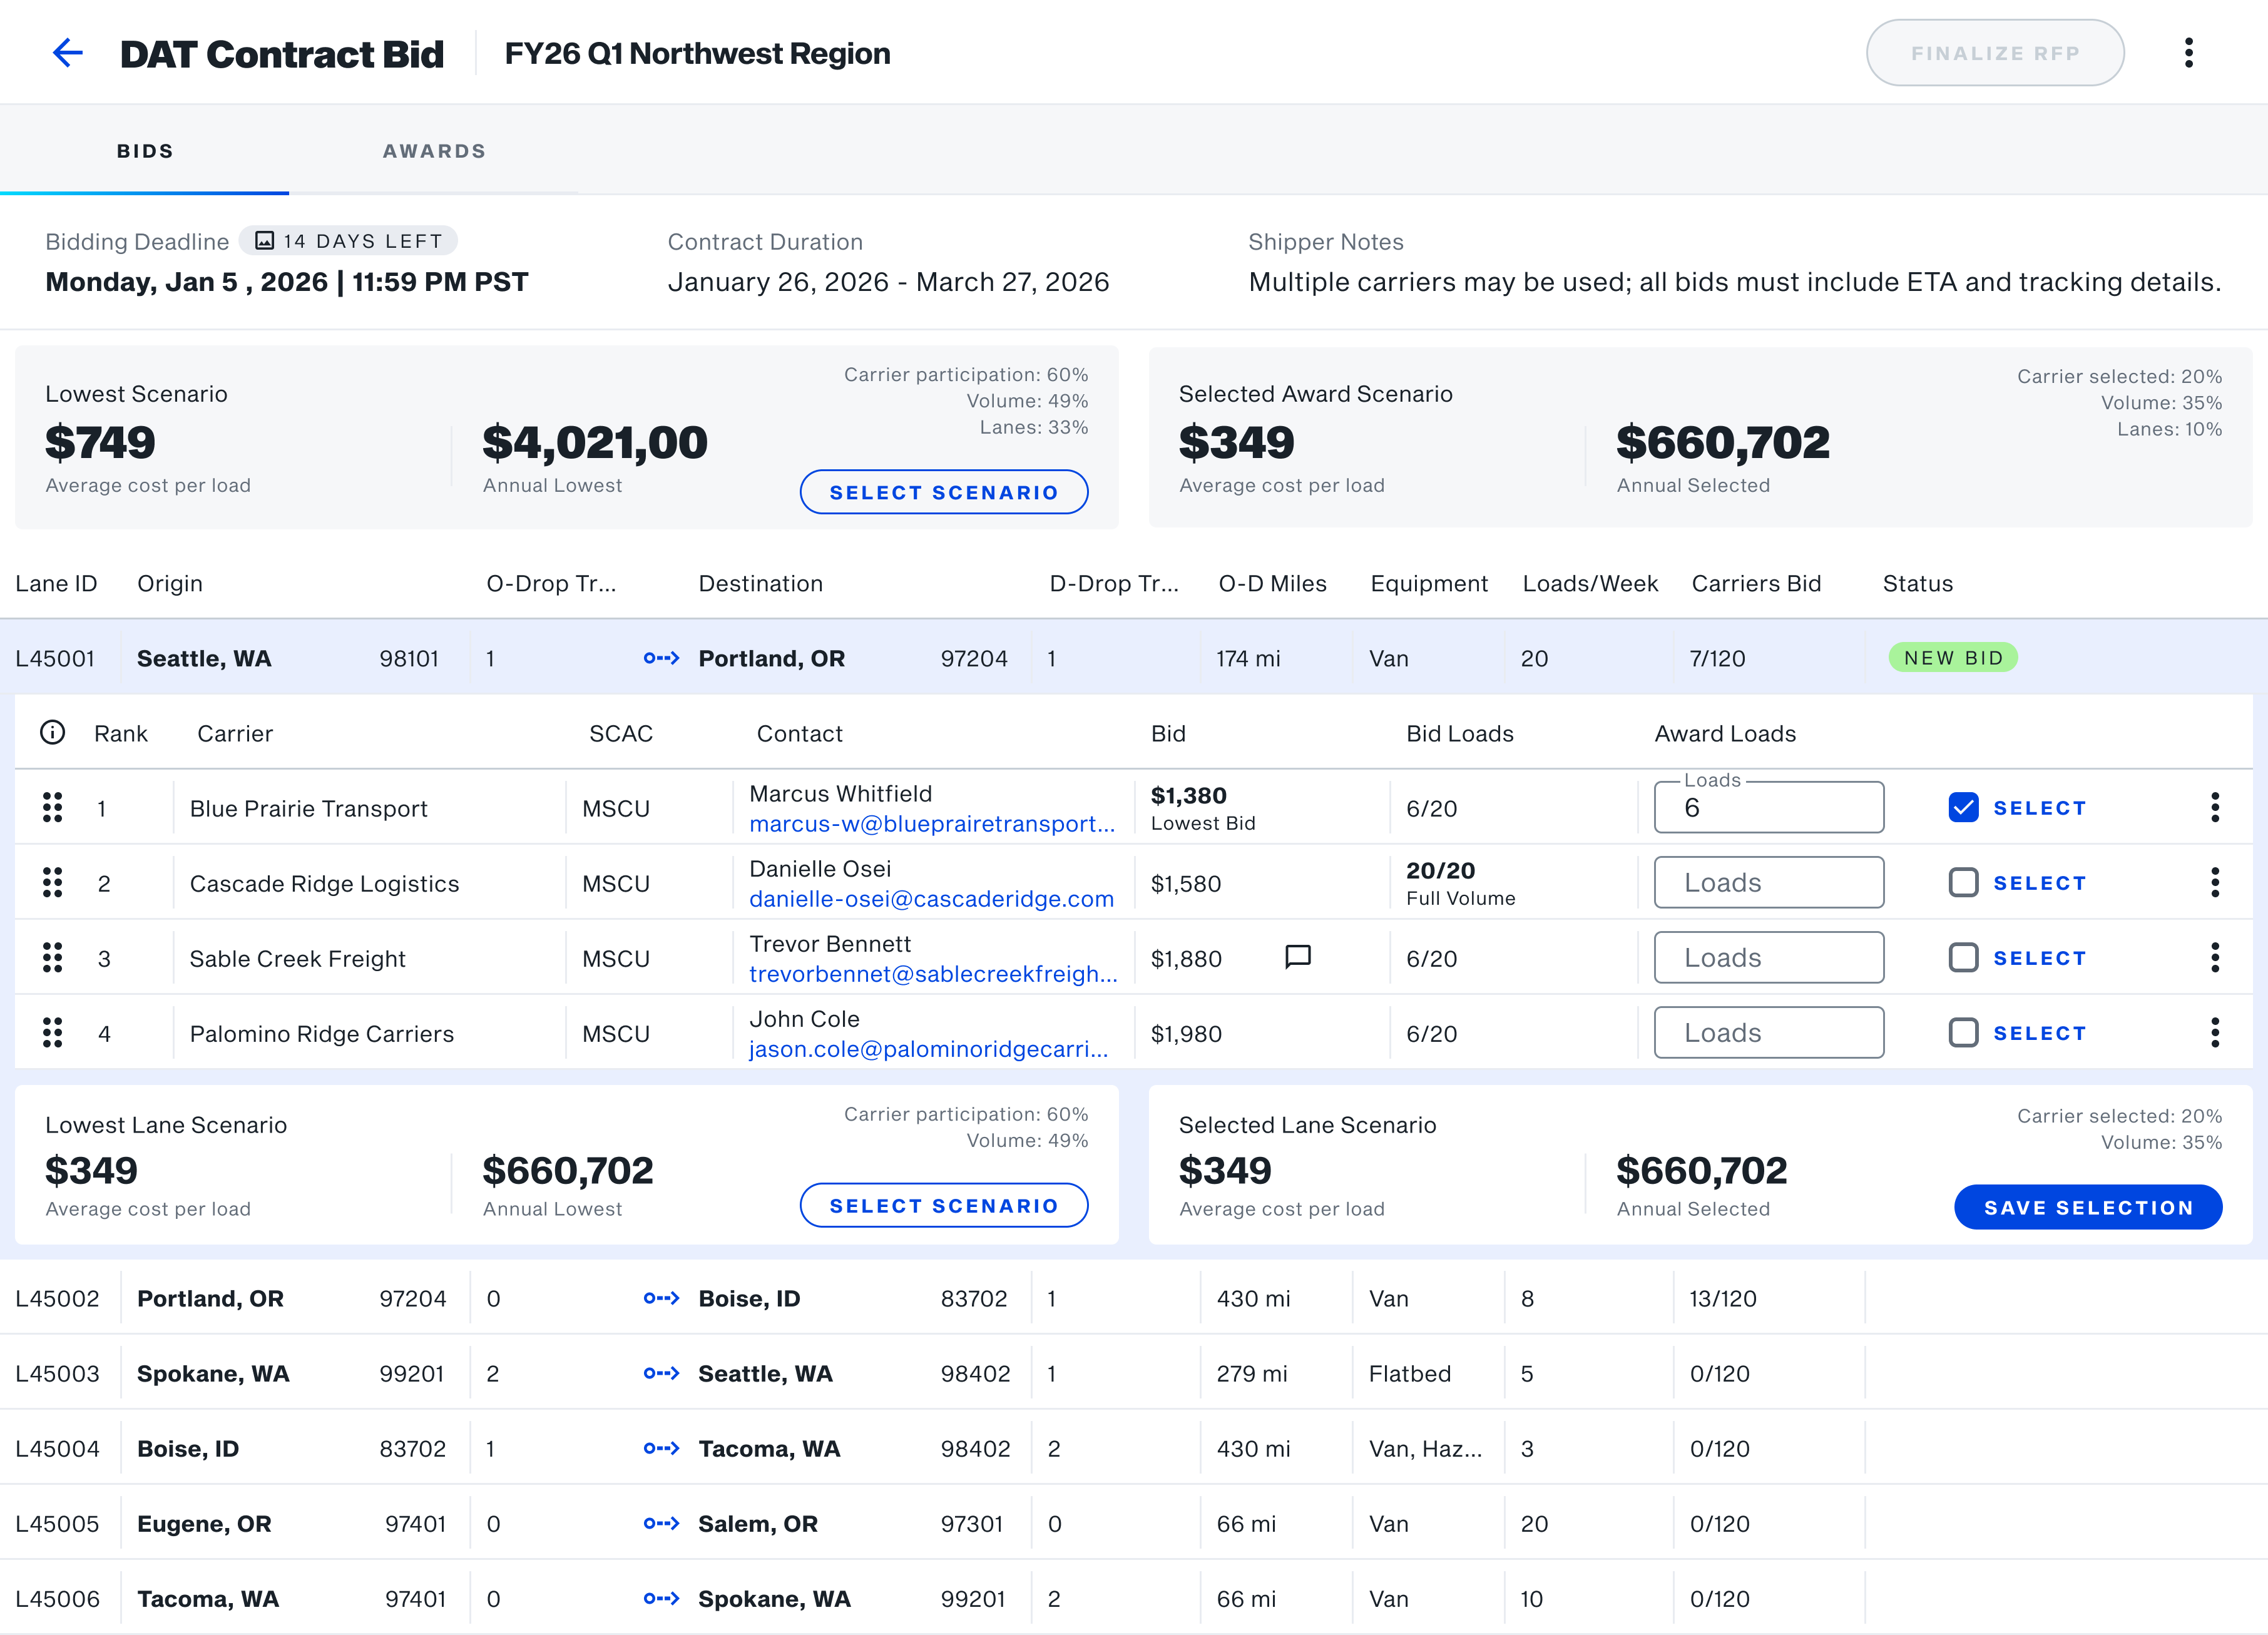 DAT Contract Bid FY26 Q1 Northwest Region FINALIZE RFP
BIDS AWARDS
Bidding Deadline 14 DAYS LEFT Contract Duration Shipper Notes
Monday, Jan 5 , 2026 | 11:59 PM PST January 26, 2026 - March 27, 2026 Multiple carriers may be used; all bids must include ETA and tracking details.
Lowest Scenario
$749
Average cost per load
$4,021,00
Annual Lowest
Carrier participation: 60%
Volume: 49%
Lanes: 33%
SELECT SCENARIO
Selected Award Scenario
$349
Average cost per load
$660,702
Annual Selected
Carrier selected: 20%
Volume: 35%
Lanes: 10%
Lane ID Origin O-Drop Tr... Destination D-Drop Tr... O-D Miles Equipment Loads/Week Carriers Bid Status
L45001 Seattle, WA 98101 1 Portland, OR 97204 1 174 mi Van 20 7/120 NEW BID
Rank Carrier SCAC Contact Bid Bid Loads Award Loads
1 Blue Prairie Transport MSCU Marcus Whitfield
marcus-w@blueprairetransport... $1,380
Lowest Bid 6/20 Loads
6 SELECT
2 Cascade Ridge Logistics MSCU Danielle Osei
danielle-osei@cascaderidge.com $1,580 20/20
Full Volume Loads SELECT
3 Sable Creek Freight MSCU Trevor Bennett
trevorbennet@sablecreekfreigh... $1,880 6/20 Loads SELECT
4 Palomino Ridge Carriers MSCU John Cole
jason.cole@palominoridgecarri... $1,980 6/20 Loads SELECT
Lowest Lane Scenario
$349
Average cost per load
$660,702
Annual Lowest
Carrier participation: 60%
Volume: 49%
SELECT SCENARIO
Selected Lane Scenario
$349
Average cost per load
$660,702
Annual Selected
Carrier selected: 20%
Volume: 35%
SAVE SELECTION
L45002 Portland, OR 97204 0 Boise, ID 83702 1 430 mi Van 8 13/120
L45003 Spokane, WA 99201 2 Seattle, WA 98402 1 279 mi Flatbed 5 0/120
L45004 Boise, ID 83702 1 Tacoma, WA 98402 2 430 mi Van, Haz... 3 0/120
L45005 Eugene, OR 97401 0 Salem, OR 97301 0 66 mi Van 20 0/120
L45006 Tacoma, WA 97401 0 Spokane, WA 99201 2 66 mi Van 10 0/120